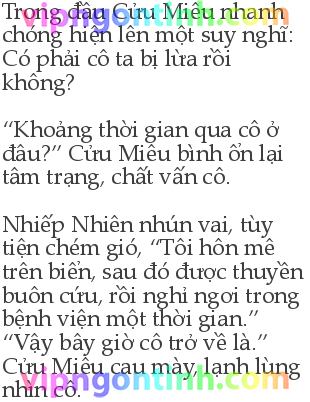 vipngontinh.com
Trong đầu Cửu Miêu nhanh
chóng hiện lên một suy nghĩ:
Có phải cô ta bị lừa rồi
không?
“Khoảng thời gian qua cô ở
đâu?” Cửu Miêu bình ổn lại
tâm trạng, chất vấn cô.
Nhiếp Nhiên nhún vai, tùy
tiện chém gió, “Tôi hôn mê
trên biển, sau đó được thuyền
buôn cứu, rồi nghỉ ngơi trong
bệnh viện một thời gian.”
“Vậy bây giờ cô trở về là.”
Cửu Miêu cau mày, lạnh lùng
nhìn cô.
vipngontinh.com